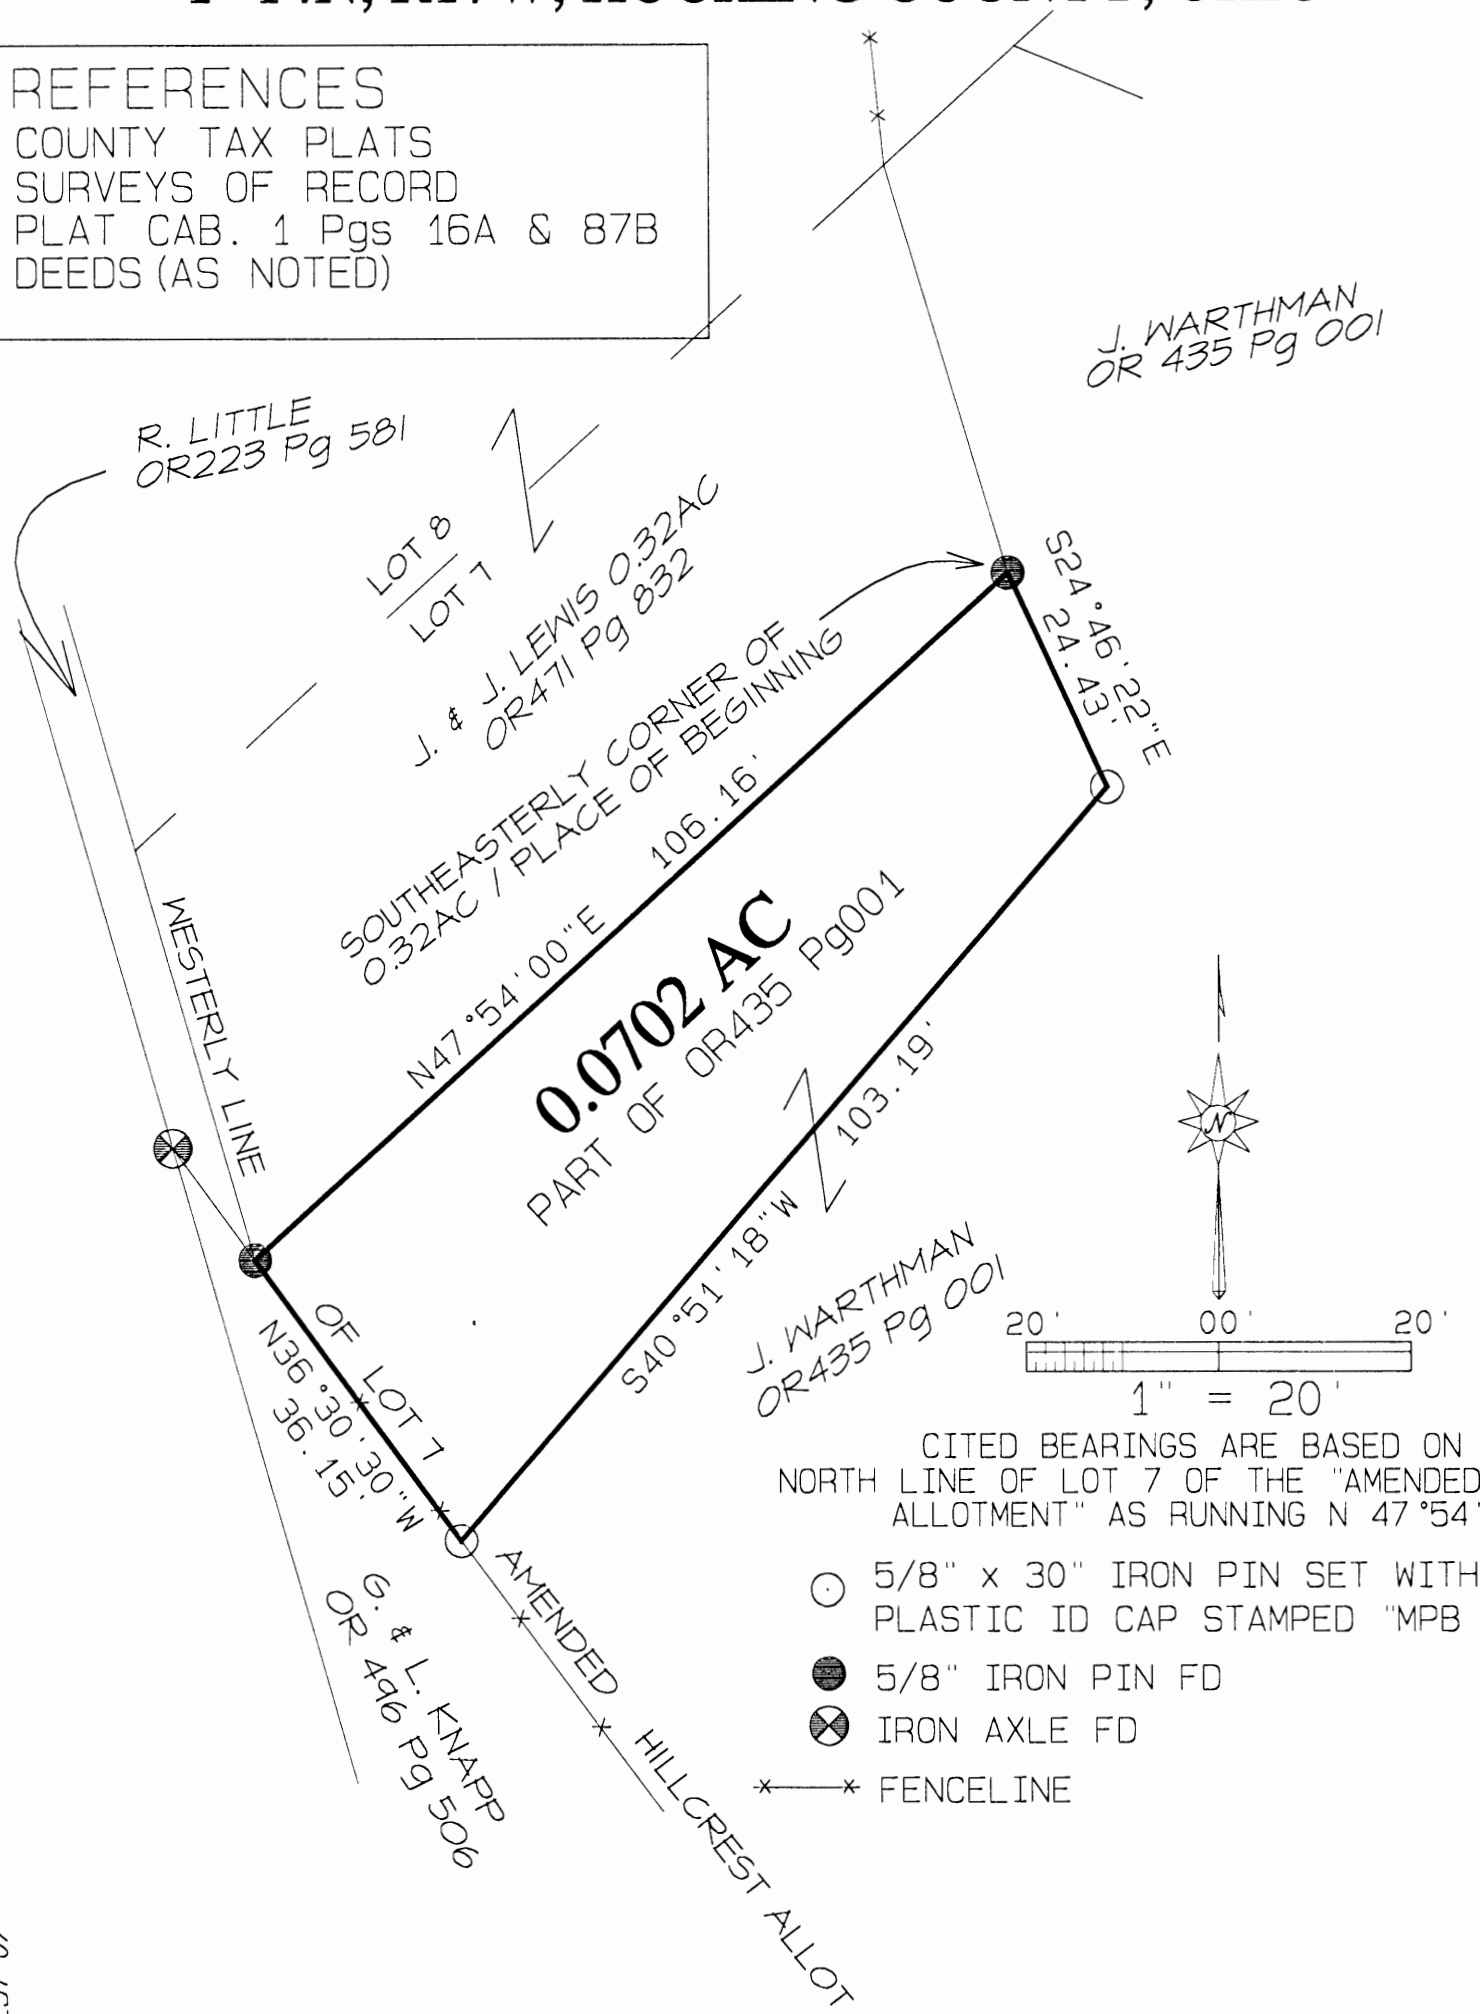 T-14N, R17W, HOCKING COUNTY, OHIO
REFERENCES
COUNTY TAX PLATS
SURVEYS OF RECORD
PLAT CAB. 1 Pgs 16A & 87B
DEEDS (AS NOTED)
J. WARTHMAN
OR 435 Pg 001
R. LITTLE
OR223 Pg 581
LOT 8
LOT 7
J. & J. LEWIS 0.32AC
OR471 Pg 832
SOUTHEASTERLY CORNER OF
0.32AC / PLACE OF BEGINNING
S24°46'22"E
24.43'
N47°54'00"E 106.16'
0.0702 AC
PART OF OR435 Pg001
S40°51'18"W 103.19'
WESTERLY LINE
OF LOT 7
N36°30'30"W
36.15'
AMENDED HILLCREST ALLOT
G. & L. KNAPP
OR 496 Pg 506
J. WARTHMAN
OR435 Pg 001
N
20' 00' 20'
1" = 20'
CITED BEARINGS ARE BASED ON
NORTH LINE OF LOT 7 OF THE "AMENDED
ALLOTMENT" AS RUNNING N 47°54'
5/8" x 30" IRON PIN SET WITH
PLASTIC ID CAP STAMPED "MPB
5/8" IRON PIN FD
IRON AXLE FD
FENCELINE